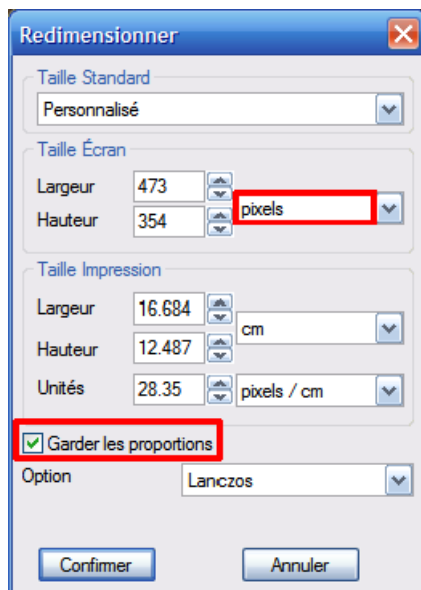 Redimensionner
Taille Standard
Personnalisé
Taille Écran
Largeur 473
pixels
Hauteur 354
Taille Impression
Largeur 16.684
cm
Hauteur 12.487
Unités 28.35 pixels / cm
Garder les proportions
Option Lanczos
Confirmer Annuler